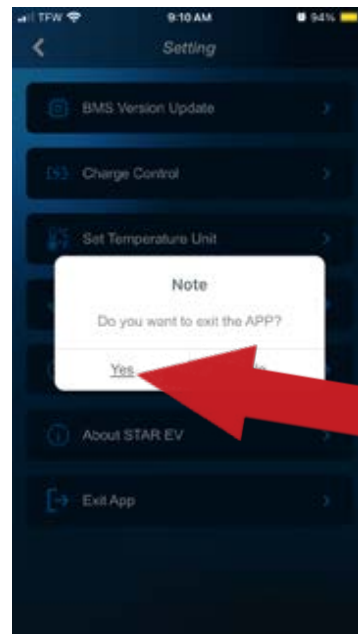 TFW 9:10 AM 94%
Setting
BMS Version Update
Charge Control
Set Temperature Unit
Note
Do you want to exit the APP?
Yes
About STAR EV
Exit App